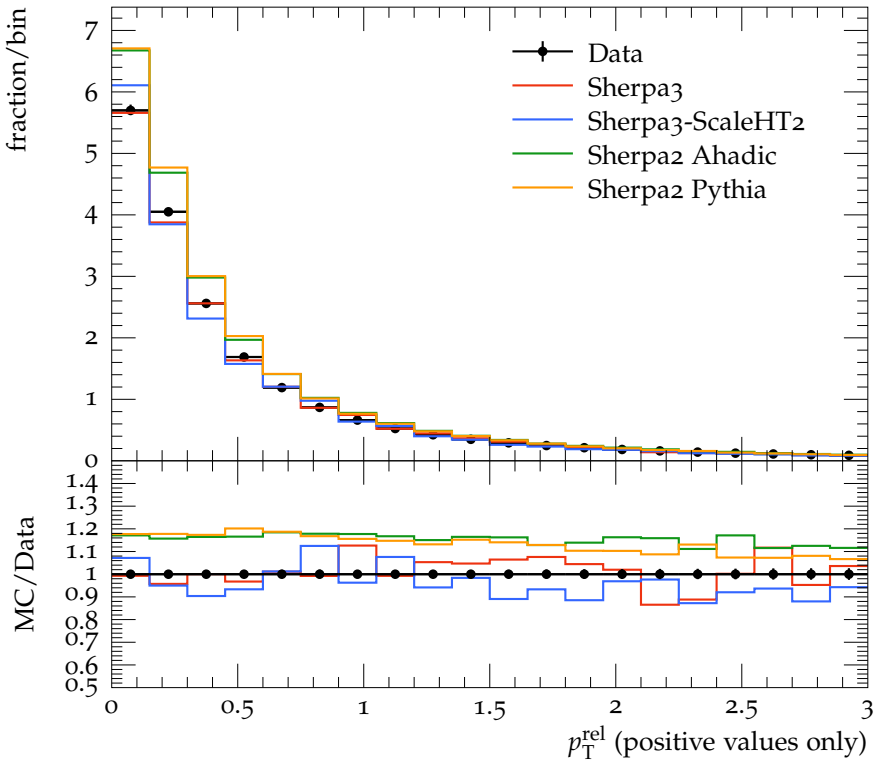 fraction/bin
7
6
5
4
3
2
1
0
Data
Sherpa3
Sherpa3-ScaleHT2
Sherpa2 Ahadic
Sherpa2 Pythia
MC/Data
1.4
1.3
1.2
1.1
1
0.9
0.8
0.7
0.6
0.5
0 0.5 1 1.5 2 2.5 3
p_T^rel (positive values only)